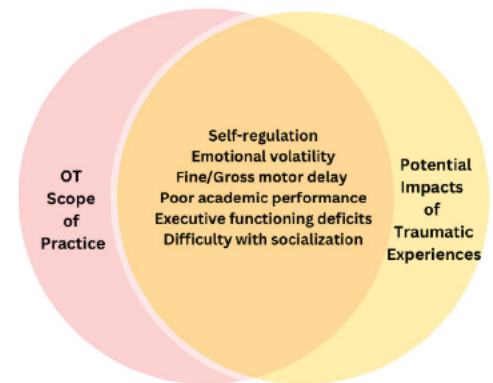 OT
Scope
of
Practice
Self-regulation
Emotional volatility
Fine/Gross motor delay
Poor academic performance
Executive functioning deficits
Difficulty with socialization
Potential
Impacts
of
Traumatic
Experiences